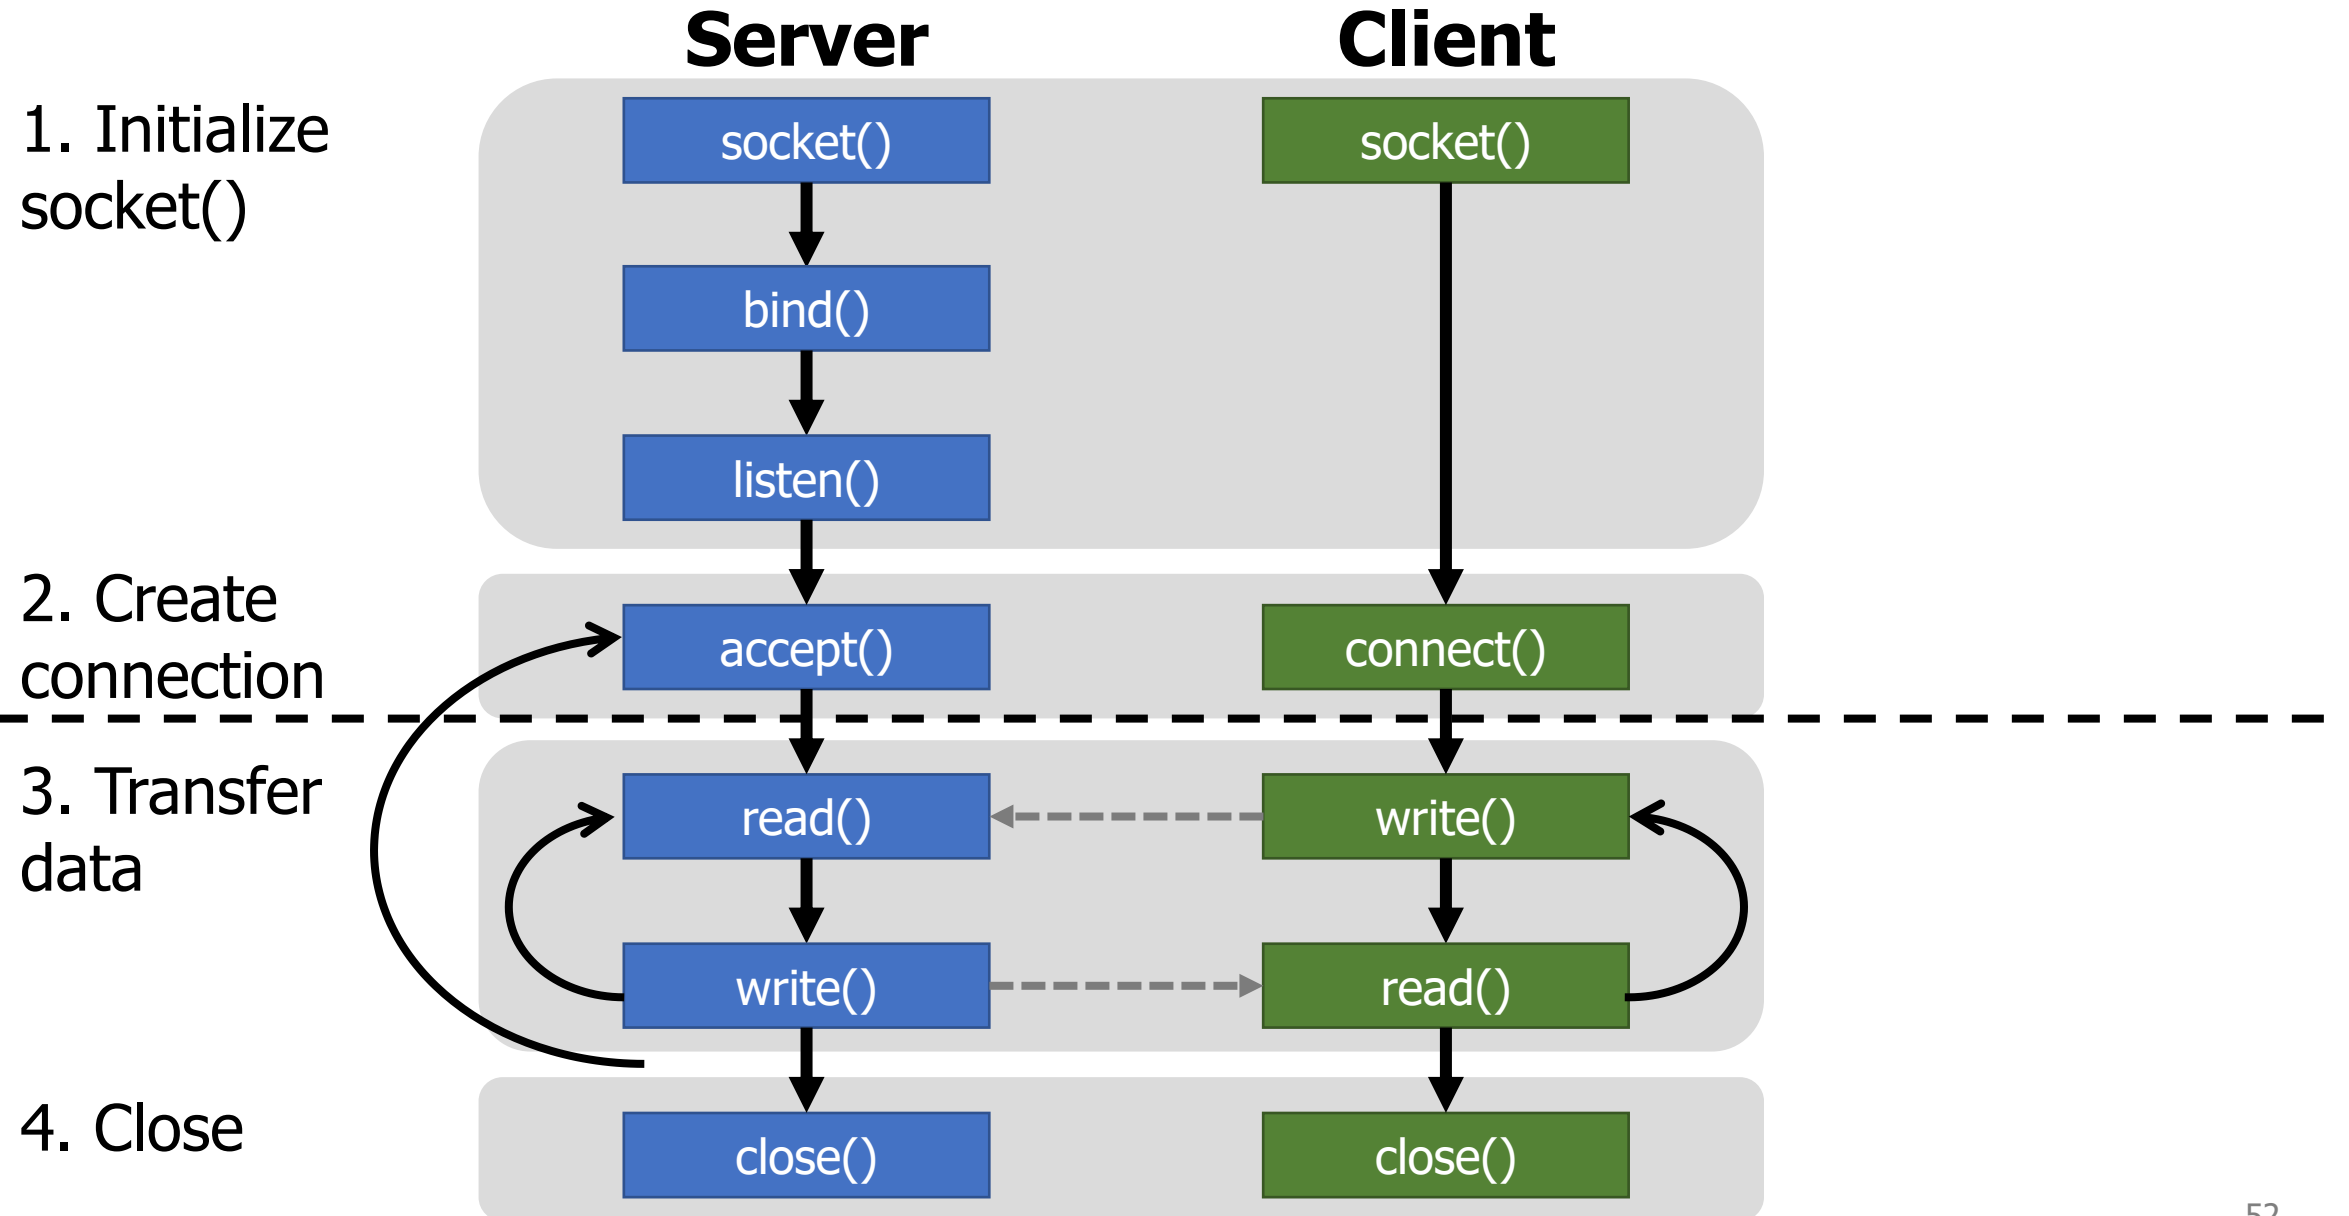 Server
Client
1. Initialize
socket()
socket()
socket()
bind()
listen()
2. Create
connection
accept()
connect()
3. Transfer
data
read()
write()
write()
read()
4. Close
close()
close()
52